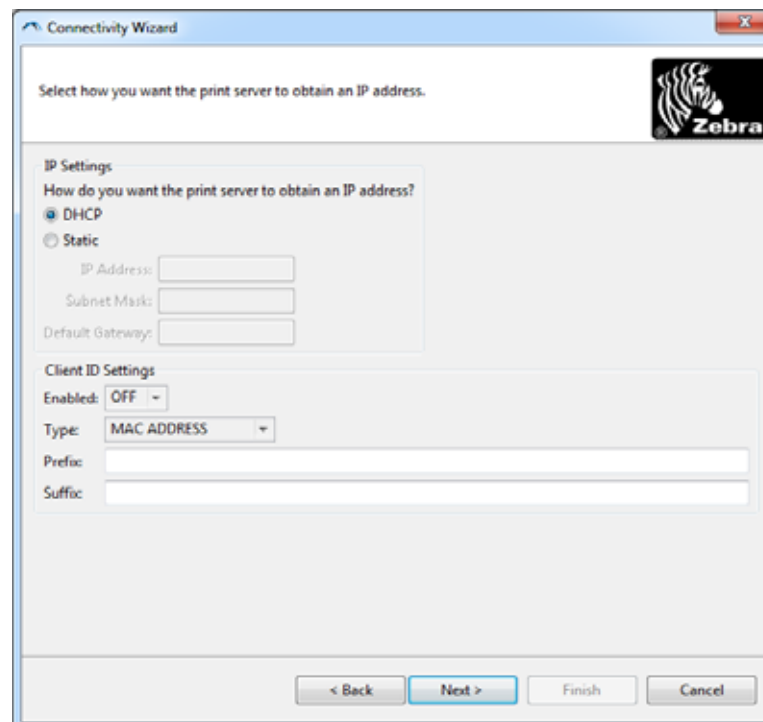 Connectivity Wizard
Select how you want the print server to obtain an IP address.
® Zebra
IP Settings
How do you want the print server to obtain an IP address?
DHCP
Static
IP Address:
Subnet Mask:
Default Gateway:
Client ID Settings
Enabled: OFF
Type: MAC ADDRESS
Prefix:
Suffix:
< Back Next > Finish Cancel